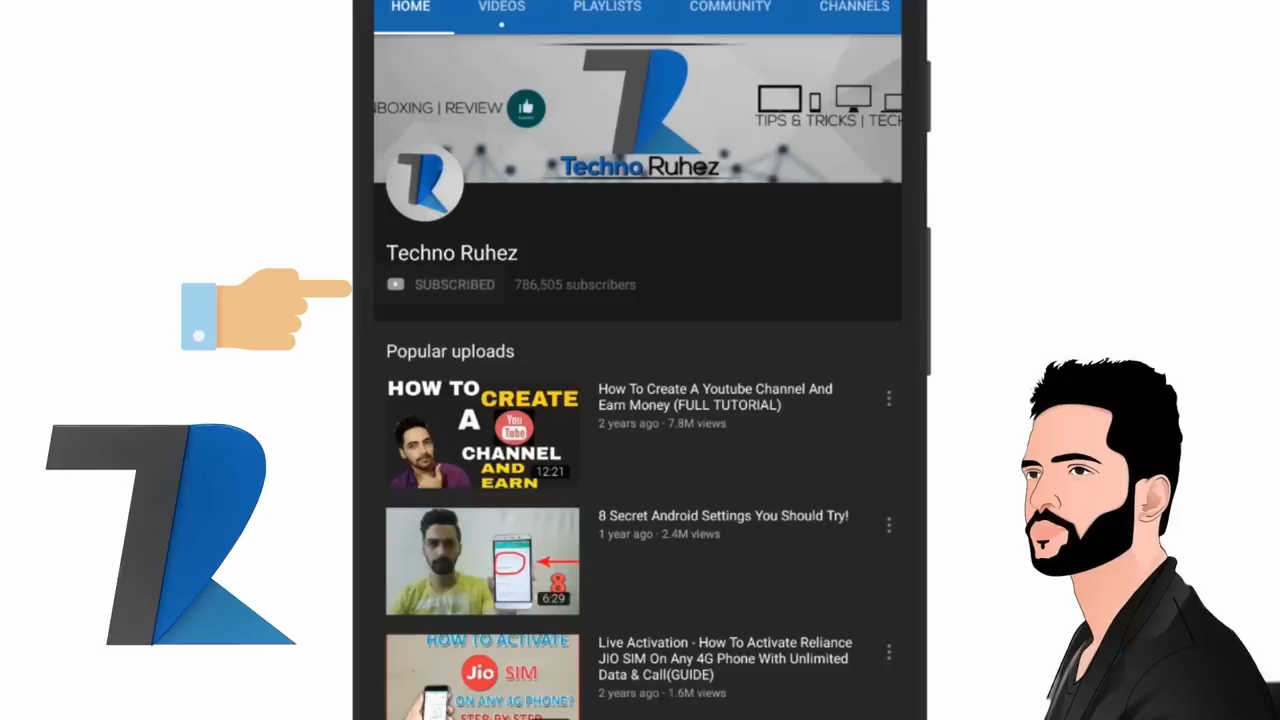 HOME VIDEOS PLAYLISTS COMMUNITY CHANNELS
NBOXING | REVIEW
TIPS & TRICKS | TECH
Techno Ruhez
Techno Ruhez
SUBSCRIBED 786,505 subscribers
Popular uploads
HOW TO CREATE
A You Tube
CHANNEL
AND
EARN
12:21
How To Create A Youtube Channel And
Earn Money (FULL TUTORIAL)
2 years ago · 7.8M views
8
6:29
8 Secret Android Settings You Should Try!
1 year ago · 2.4M views
HOW TO ACTIVATE
Jio SIM
ON ANY 4G PHONE?
STEP-BY-STEP
Live Activation - How To Activate Reliance
JIO SIM On Any 4G Phone With Unlimited
Data & Call(GUIDE)
2 years ago · 1.6M views